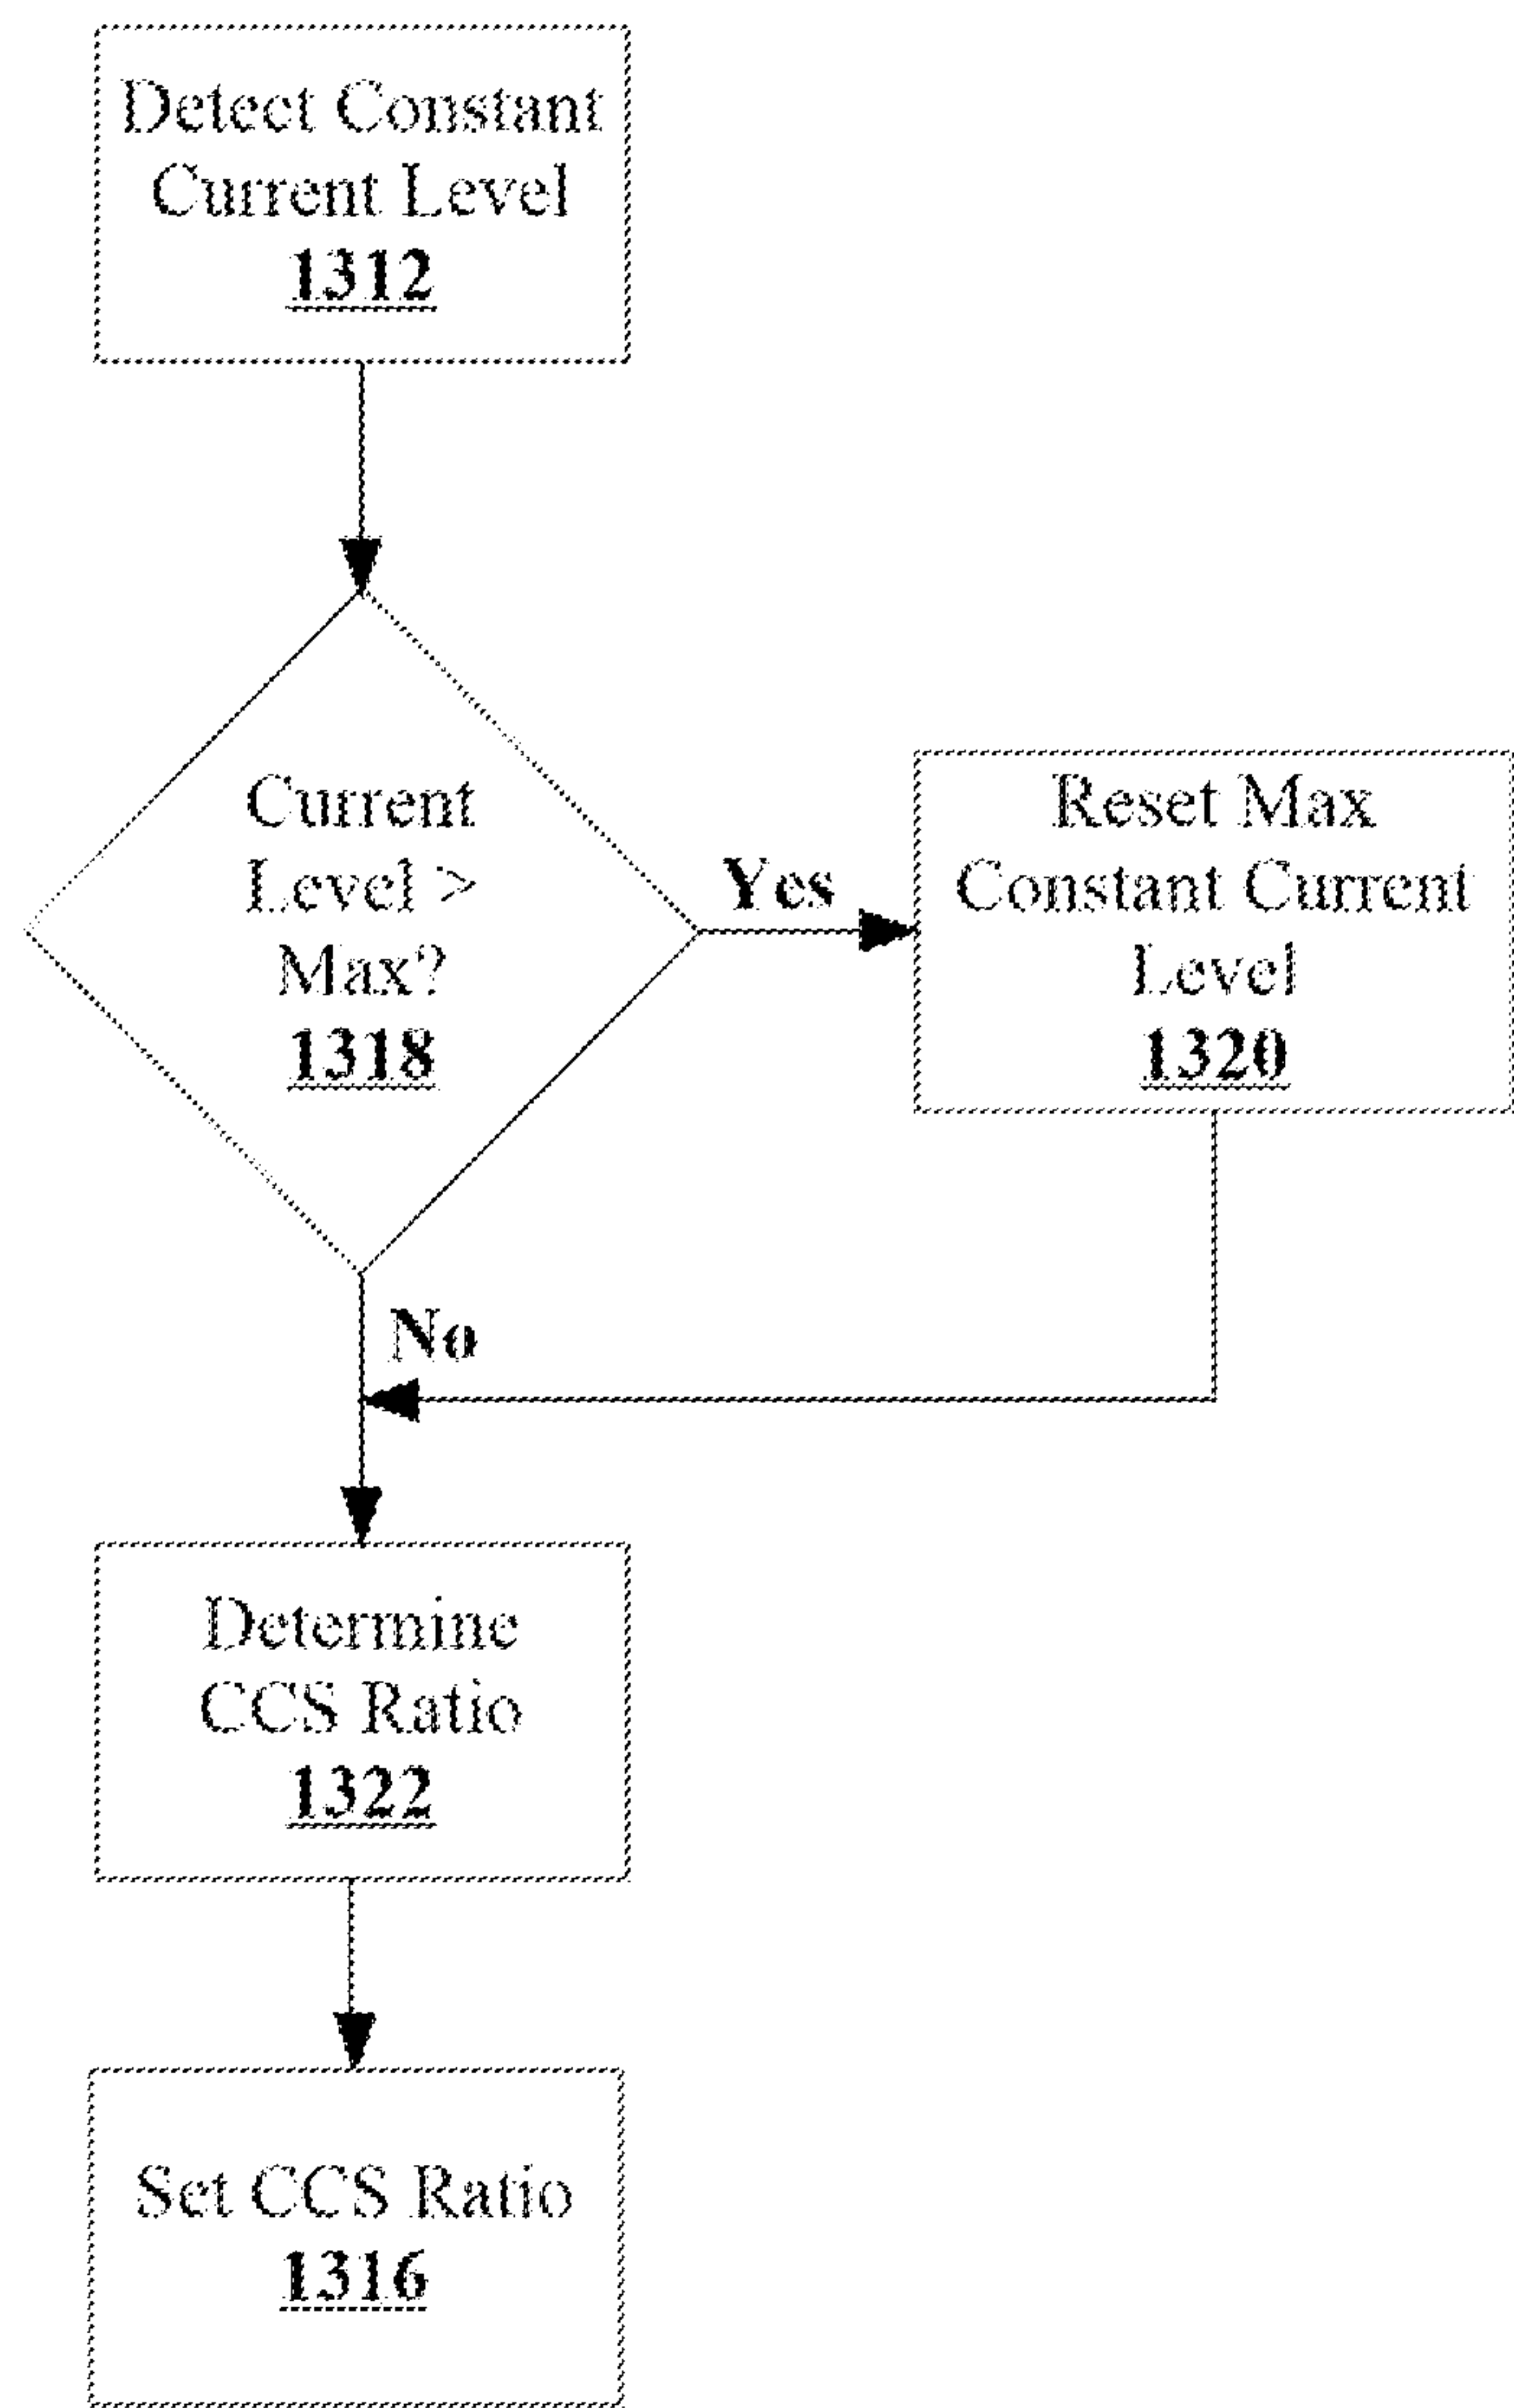 Detect Constant
Current Level
1312
Current
Level >
Max?
1318
Yes
Reset Max
Constant Current
Level
1320
No
Determine
CCS Ratio
1322
Set CCS Ratio
1316